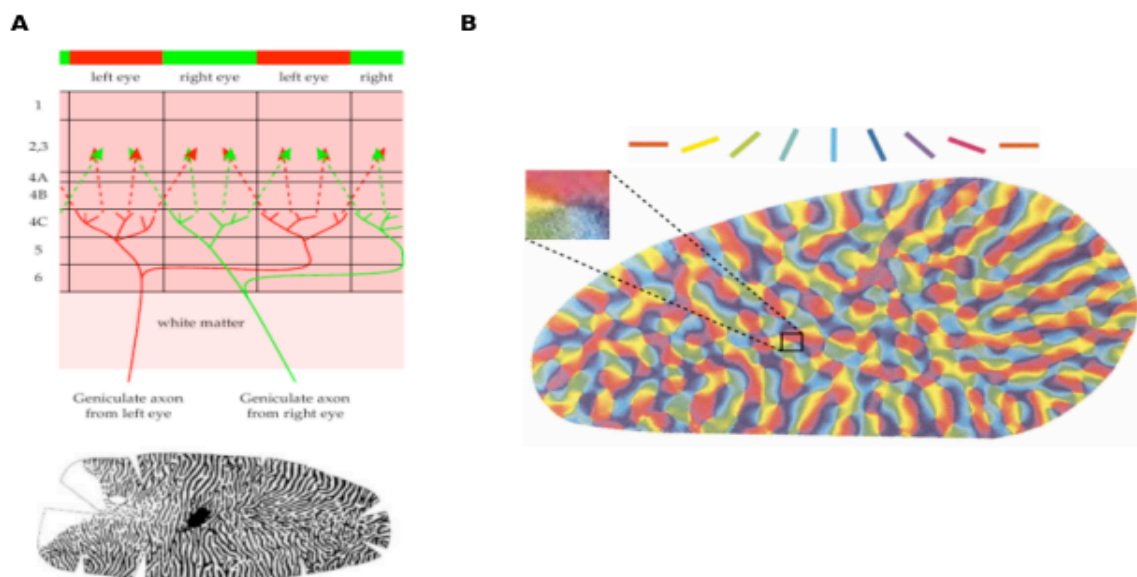 A
B
left eye right eye left eye right
1
2,3
4A
4B
4C
5
6
white matter
Geniculate axon
from left eye
Geniculate axon
from right eye